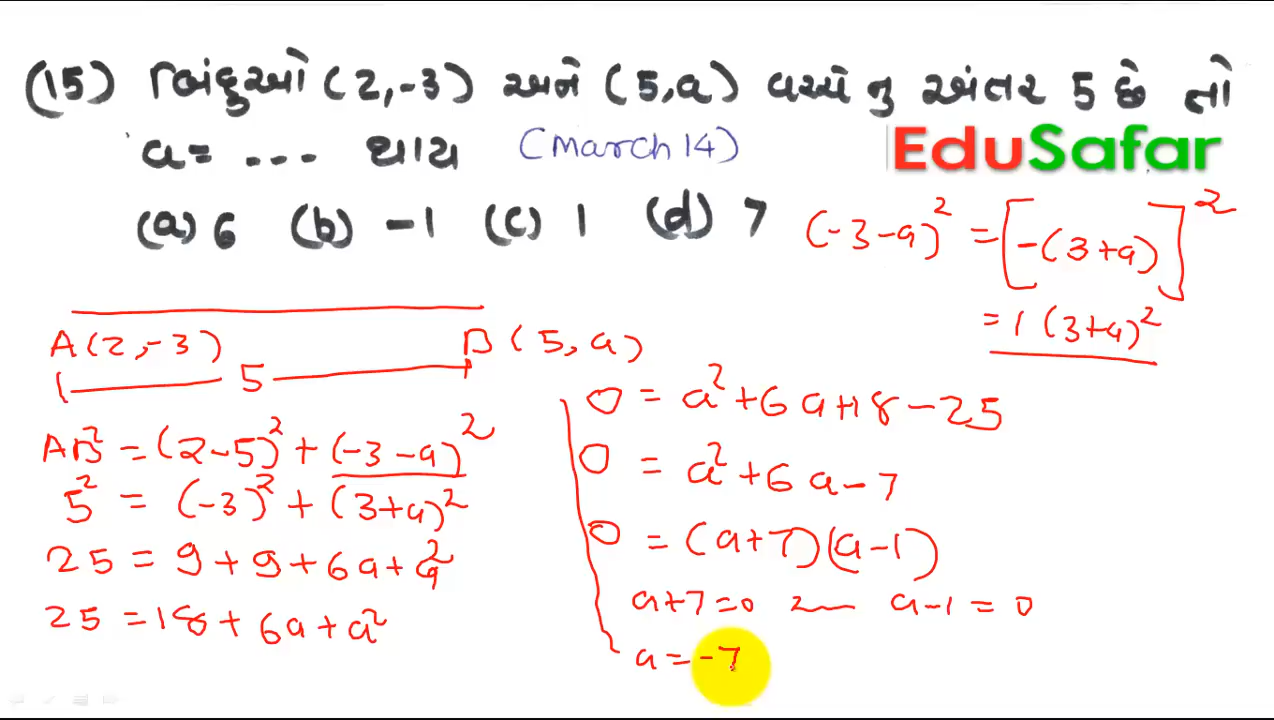 (15) બિંદુઓ (2,-3) અને (5,a) વચ્ચે નુ અંતર 5 છે તો
a = ... થાય (March 14)
EduSafar
(a) 6 (b) -1 (c) 1 (d) 7
(-3-a)² = [-(3+a)]²
= 1 (3+a)²
A(2,-3) B(5,a)
5
AB² = (2-5)² + (-3-a)²
5² = (-3)² + (3+a)²
25 = 9+9+6a+a²
25 = 18+6a+a²
0 = a²+6a+18-25
0 = a²+6a-7
0 = (a+7)(a-1)
a+7=0 a-1=0
a=-7